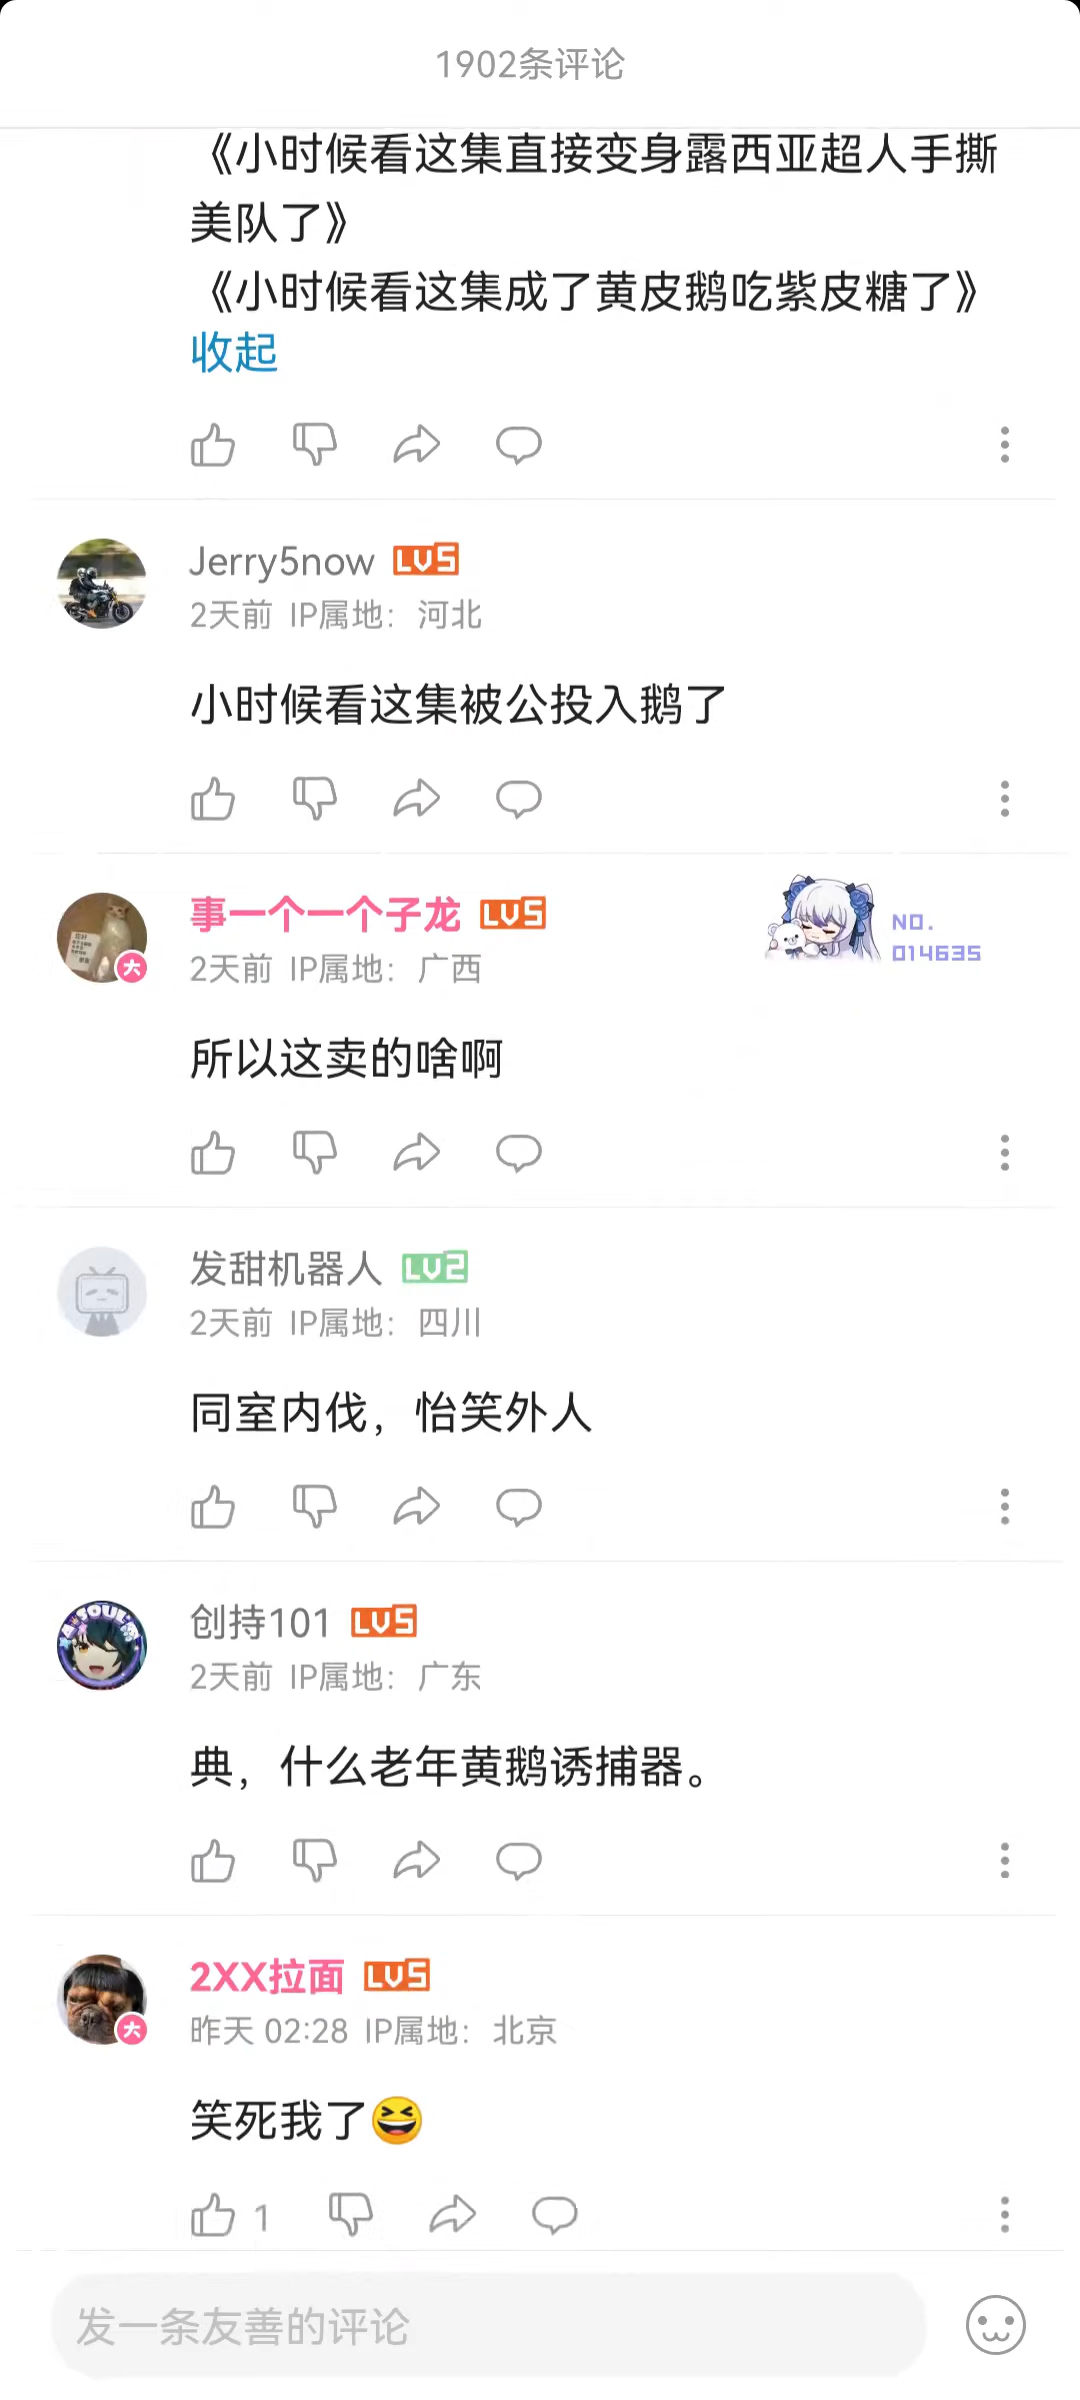 1902条评论
《小时候看这集直接变身露西亚超人手撕
美队了》
《小时候看这集成了黄皮鹅吃紫皮糖了》
收起
Jerry5now LV5
2天前 IP属地：河北
小时候看这集被公投入鹅了
事一个一个子龙 LV5
NO.
014635
2天前 IP属地：广西
所以这卖的啥啊
发甜机器人 LV2
2天前 IP属地：四川
同室内伐，怡笑外人
创持101 LV5
2天前 IP属地：广东
典，什么老年黄鹅诱捕器。
2XX拉面 LV5
昨天 02:28 IP属地：北京
笑死我了😆
1
发一条友善的评论